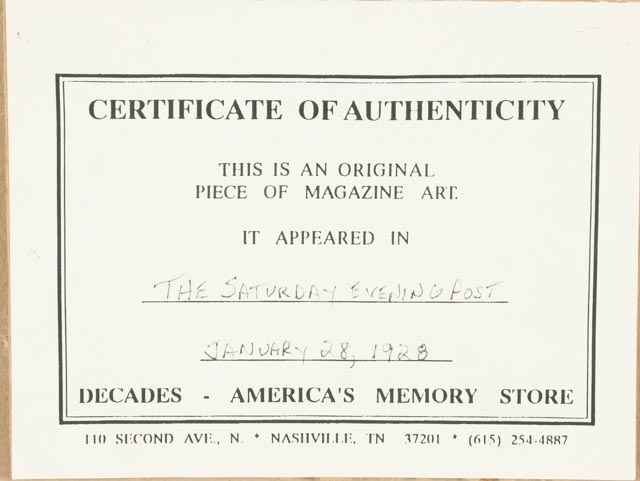 CERTIFICATE OF AUTHENTICITY
THIS IS AN ORIGINAL
PIECE OF MAGAZINE ART.
IT APPEARED IN
THE SATURDAY EVENING POST
JANUARY 28, 1928
DECADES - AMERICA'S MEMORY STORE
110 SECOND AVE., N. * NASHVILLE, TN 37201 * (615) 254-4887